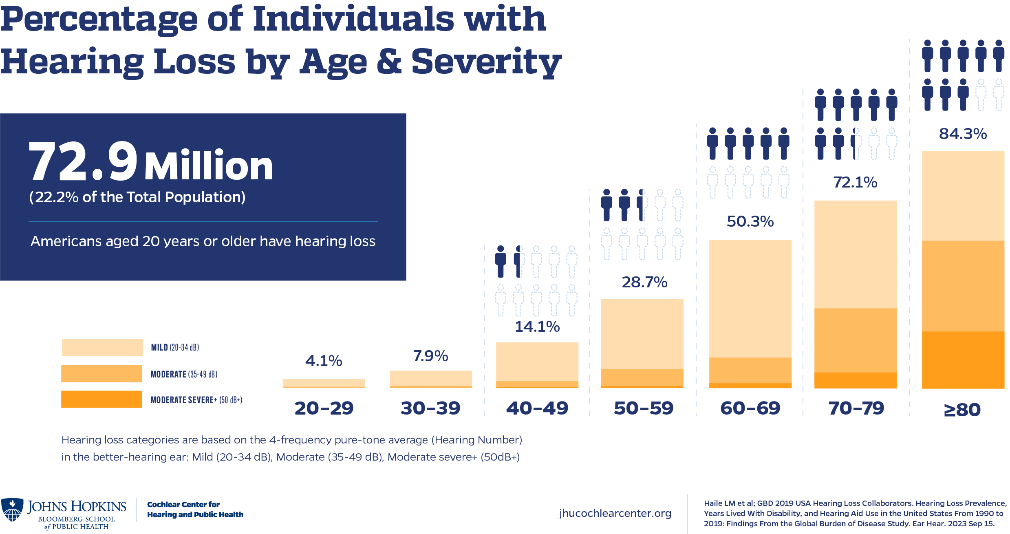 Percentage of Individuals with
Hearing Loss by Age & Severity
72.9 Million
(22.2% of the Total Population)
Americans aged 20 years or older have hearing loss
MILD (20-34 dB)
MODERATE (35-49 dB)
MODERATE SEVERE+ (50 dB+)
4.1%
7.9%
14.1%
28.7%
50.3%
72.1%
84.3%
20–29
30–39
40–49
50–59
60–69
70–79
≥80
Hearing loss categories are based on the 4-frequency pure-tone average (Hearing Number)
in the better-hearing ear: Mild (20-34 dB), Moderate (35-49 dB), Moderate severe+ (50dB+)
JOHNS HOPKINS
BLOOMBERG SCHOOL
of PUBLIC HEALTH
Cochlear Center for
Hearing and Public Health
jhucochlearcenter.org
Haile LM et al; GBD 2019 USA Hearing Loss Collaborators. Hearing Loss Prevalence,
Years Lived With Disability, and Hearing Aid Use in the United States From 1990 to
2019: Findings From the Global Burden of Disease Study. Ear Hear. 2023 Sep 15.